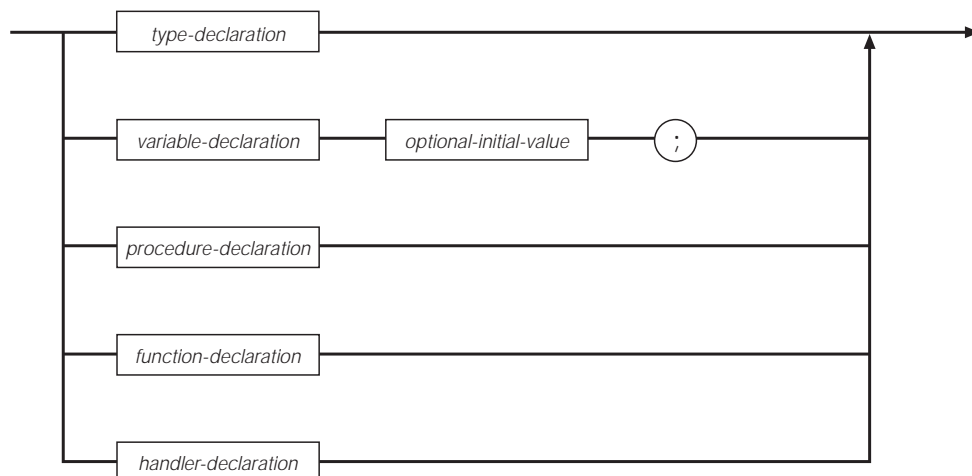 type-declaration
variable-declaration optional-initial-value ;
procedure-declaration
function-declaration
handler-declaration